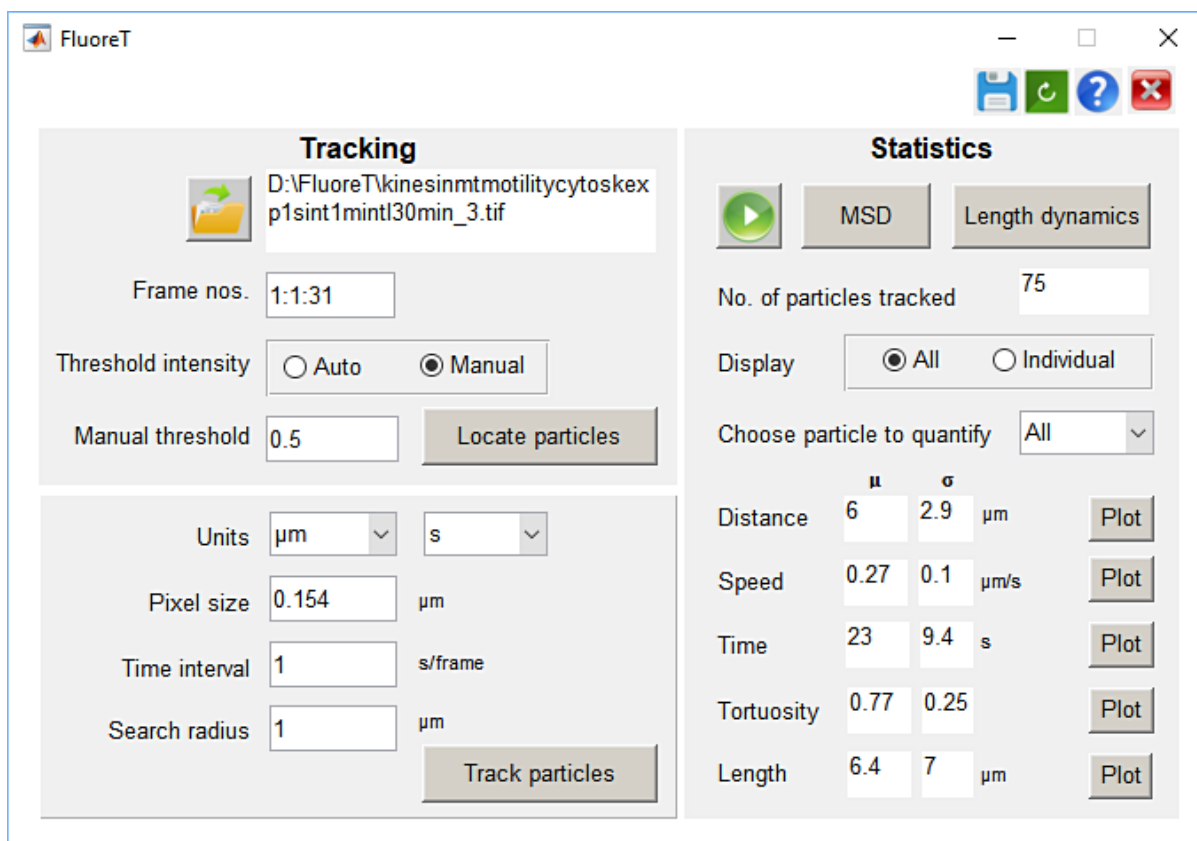 FluoreT
Tracking
D:\FluoreT\kinesinmtmotilitycytoskex
p1sint1mintl30min_3.tif
Frame nos. 1:1:31
Threshold intensity Auto Manual
Manual threshold 0.5 Locate particles
Units µm s
Pixel size 0.154 µm
Time interval 1 s/frame
Search radius 1 µm
Track particles
Statistics
MSD Length dynamics
No. of particles tracked 75
Display All Individual
Choose particle to quantify All
μ σ
Distance 6 2.9 µm Plot
Speed 0.27 0.1 µm/s Plot
Time 23 9.4 s Plot
Tortuosity 0.77 0.25 Plot
Length 6.4 7 µm Plot